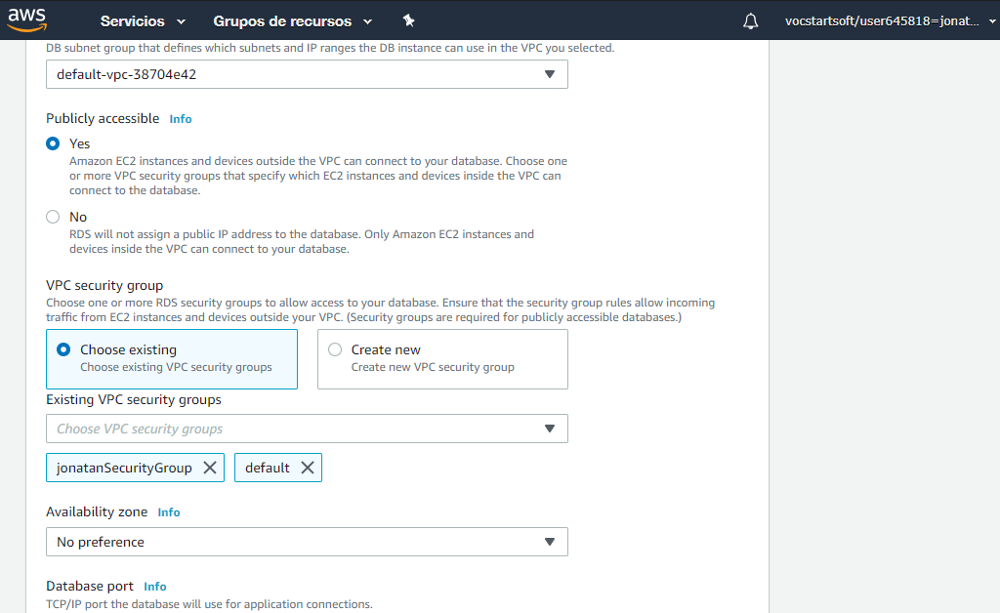 aws Servicios Grupos de recursos vocstartsoft/user645818=jonat...
DB subnet group that defines which subnets and IP ranges the DB instance can use in the VPC you selected.
default-vpc-38704e42
Publicly accessible Info
Yes
Amazon EC2 instances and devices outside the VPC can connect to your database. Choose one
or more VPC security groups that specify which EC2 instances and devices inside the VPC can
connect to the database.
No
RDS will not assign a public IP address to the database. Only Amazon EC2 instances and
devices inside the VPC can connect to your database.
VPC security group
Choose one or more RDS security groups to allow access to your database. Ensure that the security group rules allow incoming
traffic from EC2 instances and devices outside your VPC. (Security groups are required for publicly accessible databases.)
Choose existing
Choose existing VPC security groups
Create new
Create new VPC security group
Existing VPC security groups
Choose VPC security groups
jonatanSecurityGroup default
Availability zone Info
No preference
Database port Info
TCP/IP port the database will use for application connections.